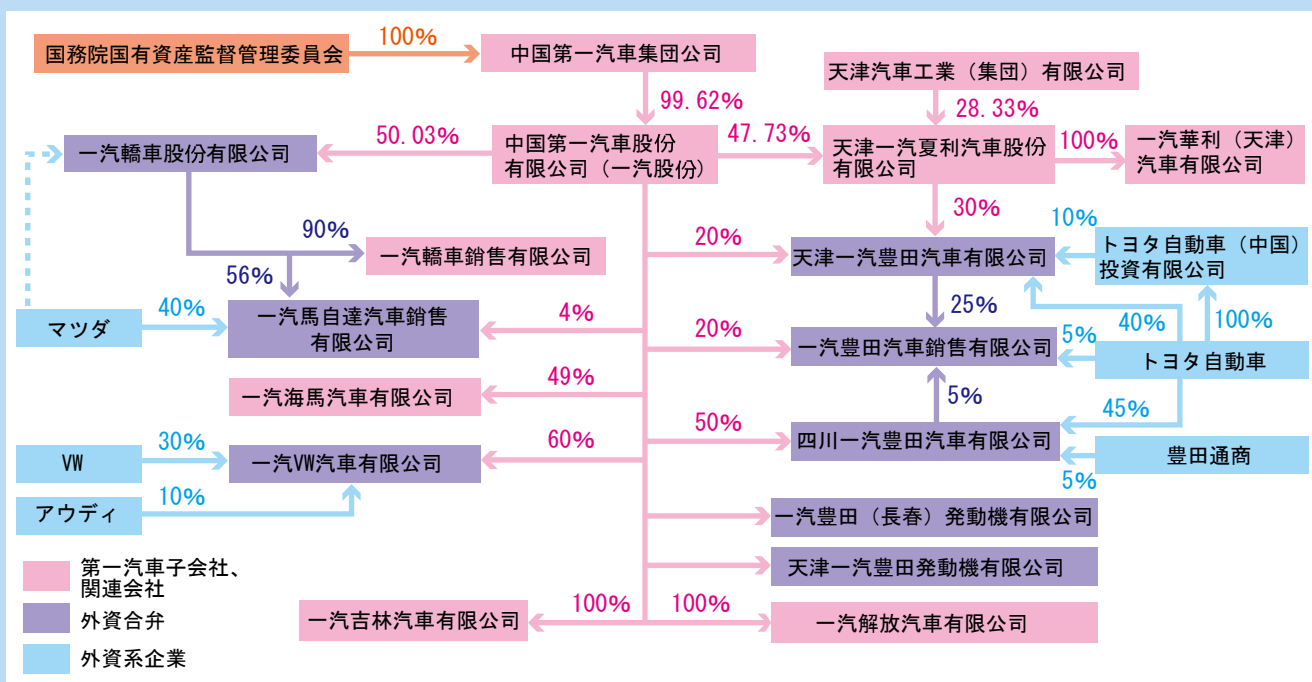 国務院国有資産監督管理委員会
100%
中国第一汽車集団公司
天津汽車工業（集団）有限公司
99.62%
28.33%
一汽轎車股份有限公司
50.03%
中国第一汽車股份
有限公司（一汽股份）
47.73%
天津一汽夏利汽車股份
有限公司
100%
一汽華利（天津）
汽車有限公司
90%
一汽轎車銷售有限公司
20%
30%
天津一汽豊田汽車有限公司
10%
トヨタ自動車（中国）
投資有限公司
56%
マツダ
40%
一汽馬自達汽車銷售
有限公司
4%
25%
20%
一汽豊田汽車銷售有限公司
5%
40%
100%
トヨタ自動車
一汽海馬汽車有限公司
49%
5%
45%
VW
30%
一汽VW汽車有限公司
60%
50%
四川一汽豊田汽車有限公司
豊田通商
5%
アウディ
10%
一汽豊田（長春）発動機有限公司
天津一汽豊田発動機有限公司
第一汽車子会社、
関連会社
外資合弁
外資系企業
一汽吉林汽車有限公司
100%
100%
一汽解放汽車有限公司